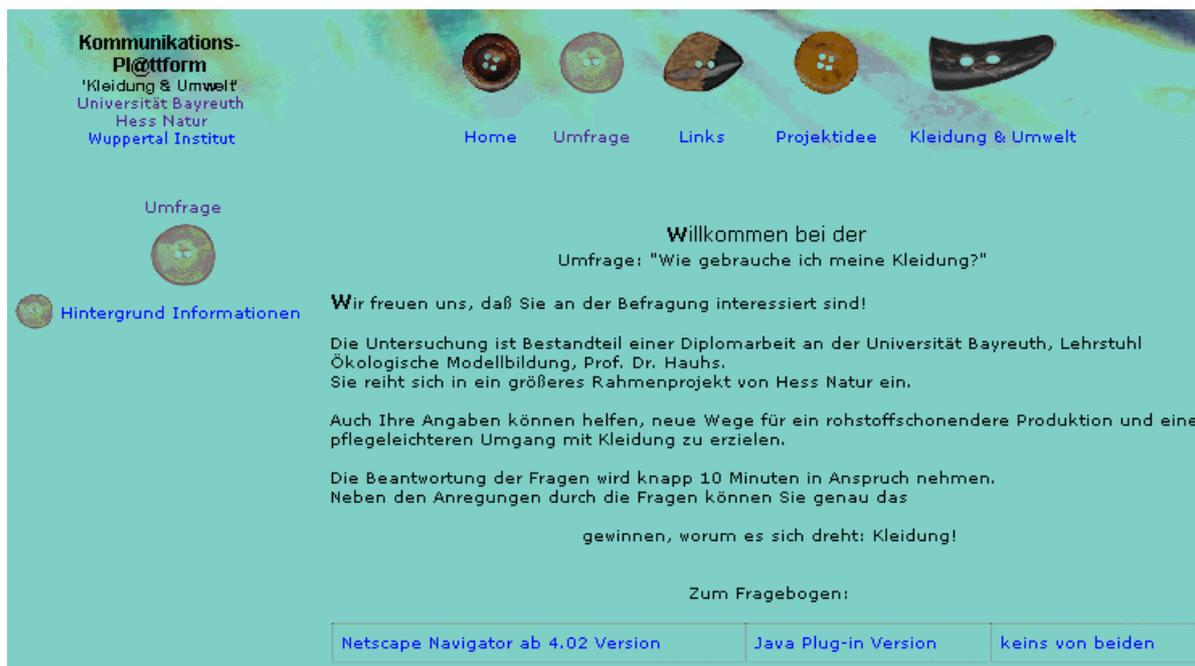 Kommunikations-
Pl@ttform
'Kleidung & Umwelt'
Universität Bayreuth
Hess Natur
Wuppertal Institut
Home Umfrage Links Projektidee Kleidung & Umwelt
Umfrage
Hintergrund Informationen
Willkommen bei der
Umfrage: "Wie gebrauche ich meine Kleidung?"
Wir freuen uns, daß Sie an der Befragung interessiert sind!
Die Untersuchung ist Bestandteil einer Diplomarbeit an der Universität Bayreuth, Lehrstuhl
Ökologische Modellbildung, Prof. Dr. Hauhs.
Sie reiht sich in ein größeres Rahmenprojekt von Hess Natur ein.
Auch Ihre Angaben können helfen, neue Wege für ein rohstoffschonendere Produktion und eine
pflegeleichteren Umgang mit Kleidung zu erzielen.
Die Beantwortung der Fragen wird knapp 10 Minuten in Anspruch nehmen.
Neben den Anregungen durch die Fragen können Sie genau das
gewinnen, worum es sich dreht: Kleidung!
Zum Fragebogen:
Netscape Navigator ab 4.02 Version Java Plug-in Version keins von beiden